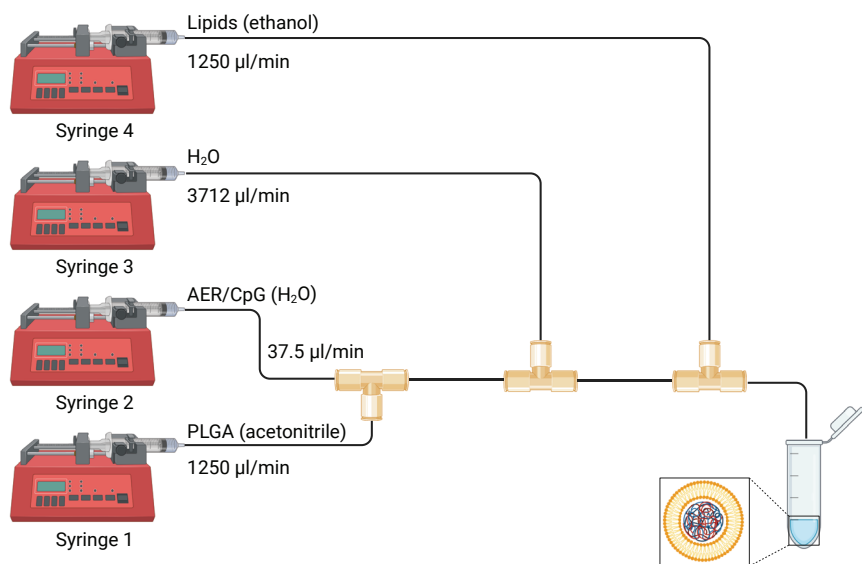 Lipids (ethanol)
1250 µl/min
Syringe 4
H₂O
3712 µl/min
Syringe 3
AER/CpG (H₂O)
37.5 µl/min
Syringe 2
PLGA (acetonitrile)
1250 µl/min
Syringe 1